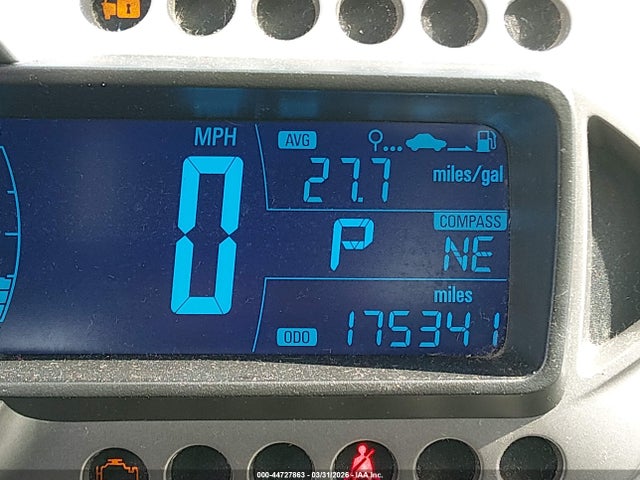 MPH
AVG
27.7 miles/gal
0
P
COMPASS
NE
miles
ODO 175341
000-44727863 - 03/31/2026 - © IAA, Inc.